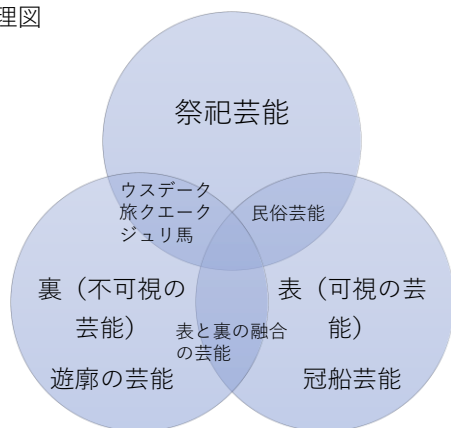 理図
祭祀芸能
ウスデーク
旅クエーク
ジュリ馬
民俗芸能
裏（不可視の
芸能）
遊廓の芸能
表と裏の融合
の芸能
表（可視の芸
能）
冠船芸能